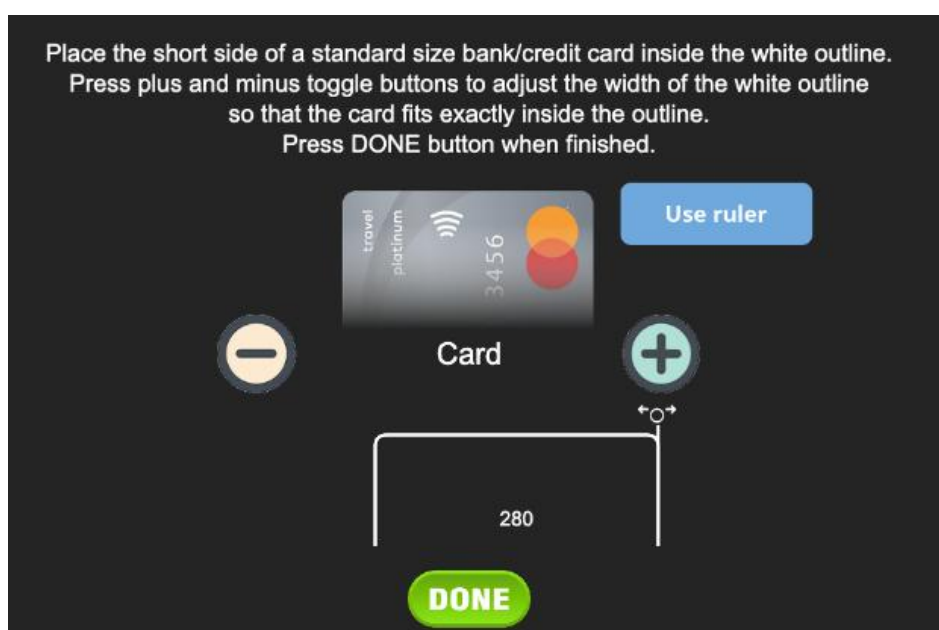 Place the short side of a standard size bank/credit card inside the white outline.
Press plus and minus toggle buttons to adjust the width of the white outline
so that the card fits exactly inside the outline.
Press DONE button when finished.
travel
platinum
3456
Use ruler
Card
280
DONE